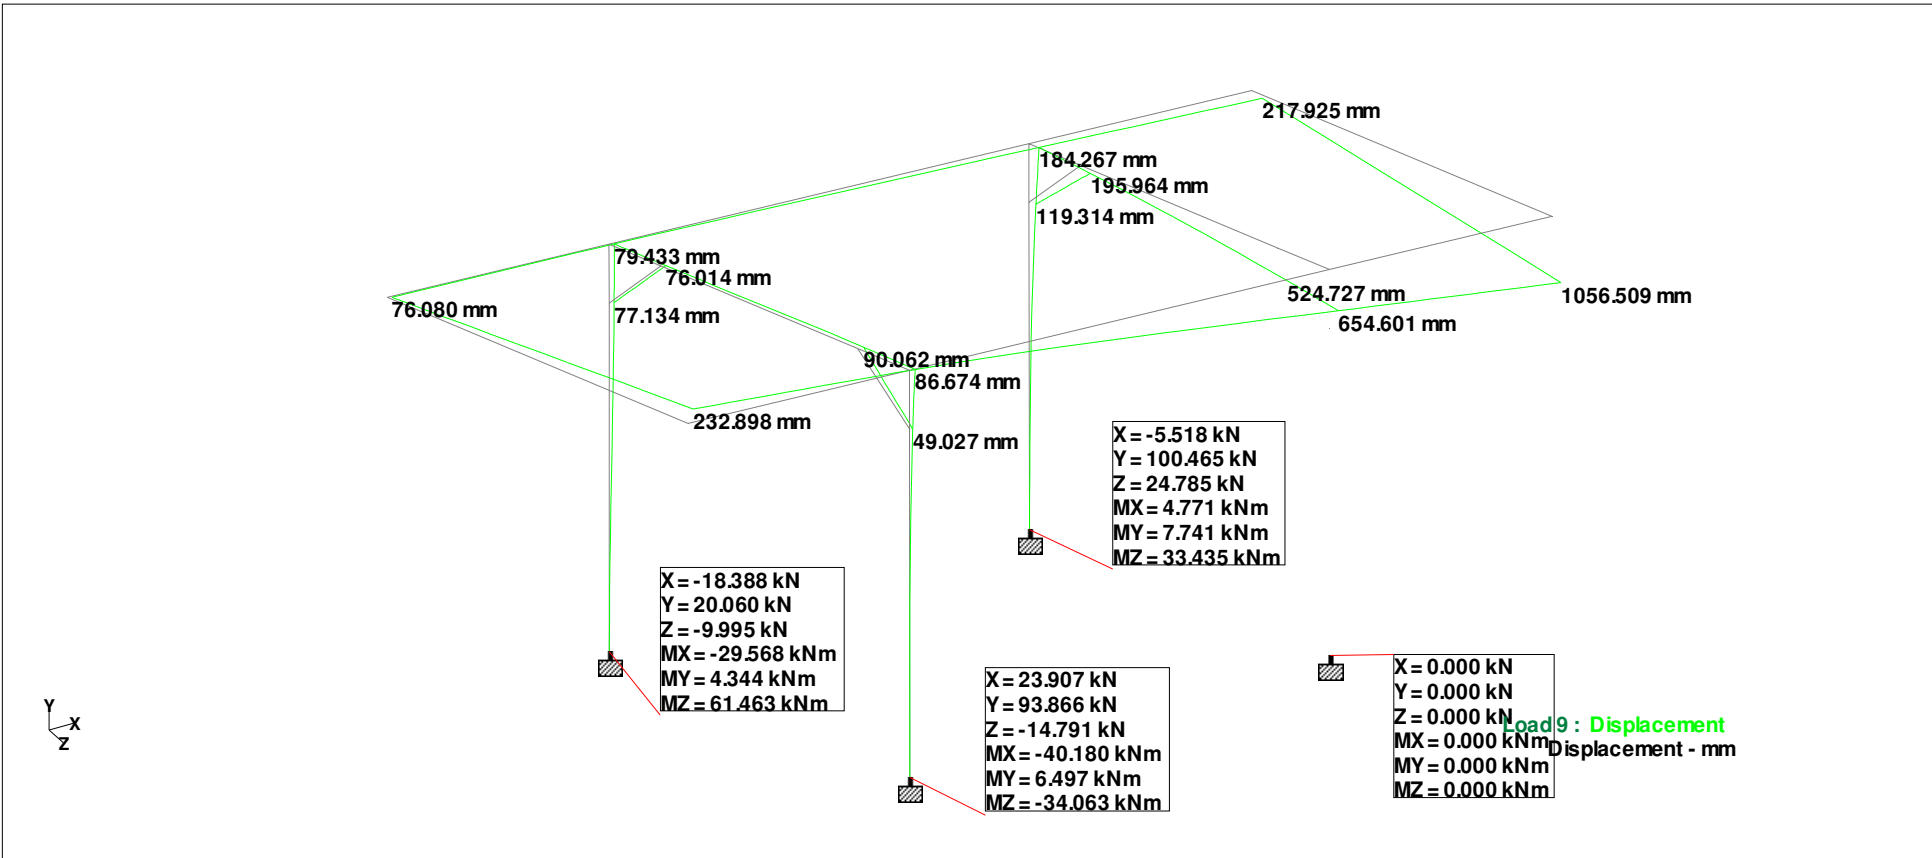 217.925 mm
184.267 mm
195.964 mm
119.314 mm
79.433 mm
76.014 mm
76.080 mm
77.134 mm
524.727 mm
1056.509 mm
654.601 mm
90.062 mm
86.674 mm
232.898 mm
49.027 mm
X = -5.518 kN
Y = 100.465 kN
Z = 24.785 kN
MX = 4.771 kNm
MY = 7.741 kNm
MZ = 33.435 kNm
X = -18.388 kN
Y = 20.060 kN
Z = -9.995 kN
MX = -29.568 kNm
MY = 4.344 kNm
MZ = 61.463 kNm
X = 23.907 kN
Y = 93.866 kN
Z = -14.791 kN
MX = -40.180 kNm
MY = 6.497 kNm
MZ = -34.063 kNm
X = 0.000 kN
Y = 0.000 kN
Z = 0.000 kN
MX = 0.000 kNm
MY = 0.000 kNm
MZ = 0.000 kNm
Load 9 : Displacement
Displacement - mm
Y
X
Z